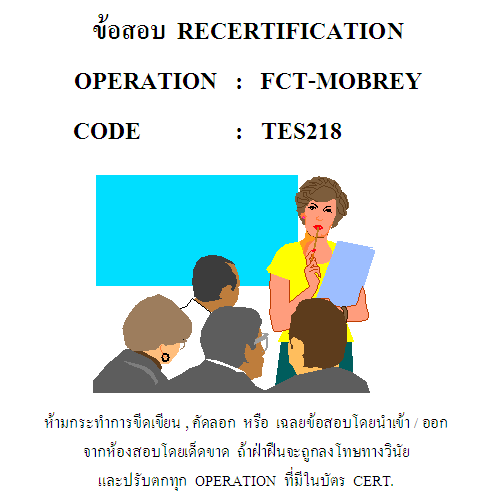 ข้อสอบ RECERTIFICATION
OPERATION : FCT-MOBREY
CODE : TES218
ห้ามกระทำการขีดเขียน , คัดลอก หรือ เฉลยข้อสอบโดยนำเข้า / ออก
จากห้องสอบโดยเด็ดขาด ถ้าฝ่าฝืนจะถูกลงโทษทางวินัย
และปรับตกทุก OPERATION ที่มีในบัตร CERT.